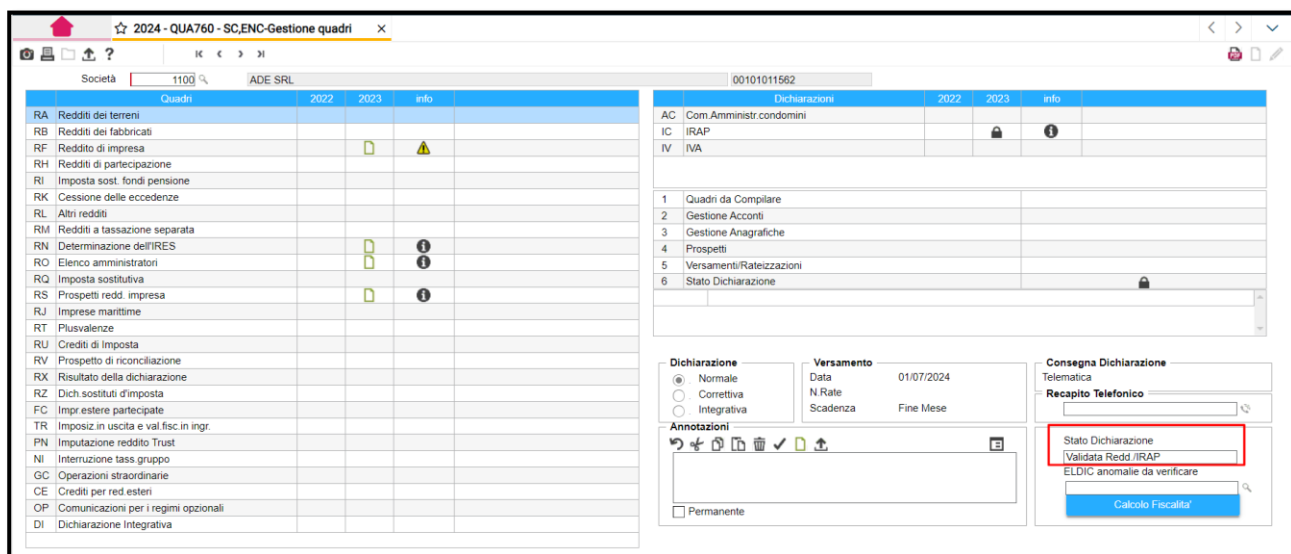 2024 - QUA760 - SC,ENC-Gestione quadri
?
Società 1100 ADE SRL 00101011562
Quadri 2022 2023 info
RA Redditi dei terreni
RB Redditi dei fabbricati
RF Reddito di impresa
RH Redditi di partecipazione
RI Imposta sost. fondi pensione
RK Cessione delle eccedenze
RL Altri redditi
RM Redditi a tassazione separata
RN Determinazione dell'IRES
RO Elenco amministratori
RQ Imposta sostitutiva
RS Prospetti redd. impresa
RJ Imprese marittime
RT Plusvalenze
RU Crediti di Imposta
RV Prospetto di riconciliazione
RX Risultato della dichiarazione
RZ Dich.sostituti d'imposta
FC Impr.estere partecipate
TR Imposiz.in uscita e val.fisc.in ingr.
PN Imputazione reddito Trust
NI Interruzione tass.gruppo
GC Operazioni straordinarie
CE Crediti per red.esteri
OP Comunicazioni per i regimi opzionali
DI Dichiarazione Integrativa
Dichiarazioni 2022 2023 info
AC Com.Amministr.condomini
IC IRAP
IV IVA
1 Quadri da Compilare
2 Gestione Acconti
3 Gestione Anagrafiche
4 Prospetti
5 Versamenti/Rateizzazioni
6 Stato Dichiarazione
Dichiarazione
Normale
Correttiva
Integrativa
Versamento
Data 01/07/2024
N.Rate
Scadenza Fine Mese
Consegna Dichiarazione
Telematica
Recapito Telefonico
Annotazioni
Permanente
Stato Dichiarazione
Validata Redd./IRAP
ELDIC anomalie da verificare
Calcolo Fiscalita'